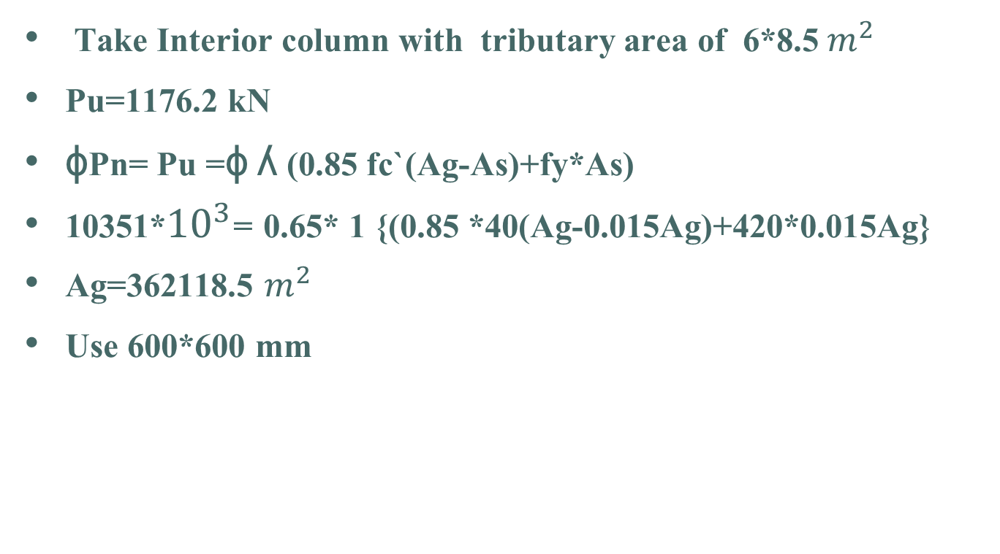 • Take Interior column with tributary area of 6*8.5 𝑚²
• Pu=1176.2 kN
• ϕPn= Pu =ϕ ʎ (0.85 fc`(Ag-As)+fy*As)
• 10351*10³= 0.65* 1 {(0.85 *40(Ag-0.015Ag)+420*0.015Ag}
• Ag=362118.5 𝑚²
• Use 600*600 mm